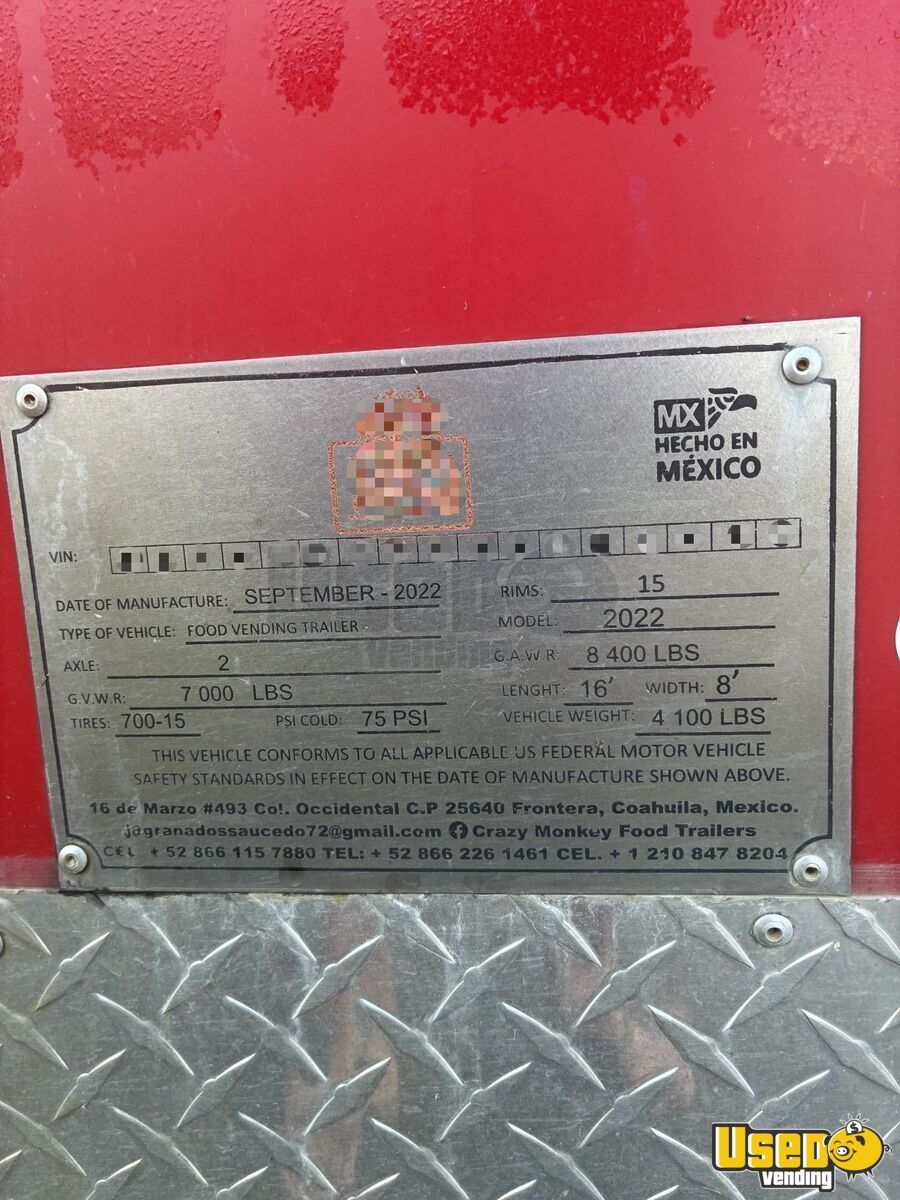 MX
HECHO EN
MÉXICO
VIN:
DATE OF MANUFACTURE: SEPTEMBER - 2022 RIMS: 15
TYPE OF VEHICLE: FOOD VENDING TRAILER MODEL: 2022
AXLE: 2 G.A.W.R: 8 400 LBS
G.V.W.R: 7 000 LBS LENGHT: 16' WIDTH: 8'
TIRES: 700-15 PSI COLD: 75 PSI VEHICLE WEIGHT: 4 100 LBS
THIS VEHICLE CONFORMS TO ALL APPLICABLE US FEDERAL MOTOR VEHICLE
SAFETY STANDARDS IN EFFECT ON THE DATE OF MANUFACTURE SHOWN ABOVE.
16 de Marzo #493 Col. Occidental C.P 25640 Frontera, Coahuila, Mexico.
jagranadossaucedo72@gmail.com Crazy Monkey Food Trailers
CEL + 52 866 115 7880 TEL: + 52 866 226 1461 CEL. + 1 210 847 8204
USED
vending